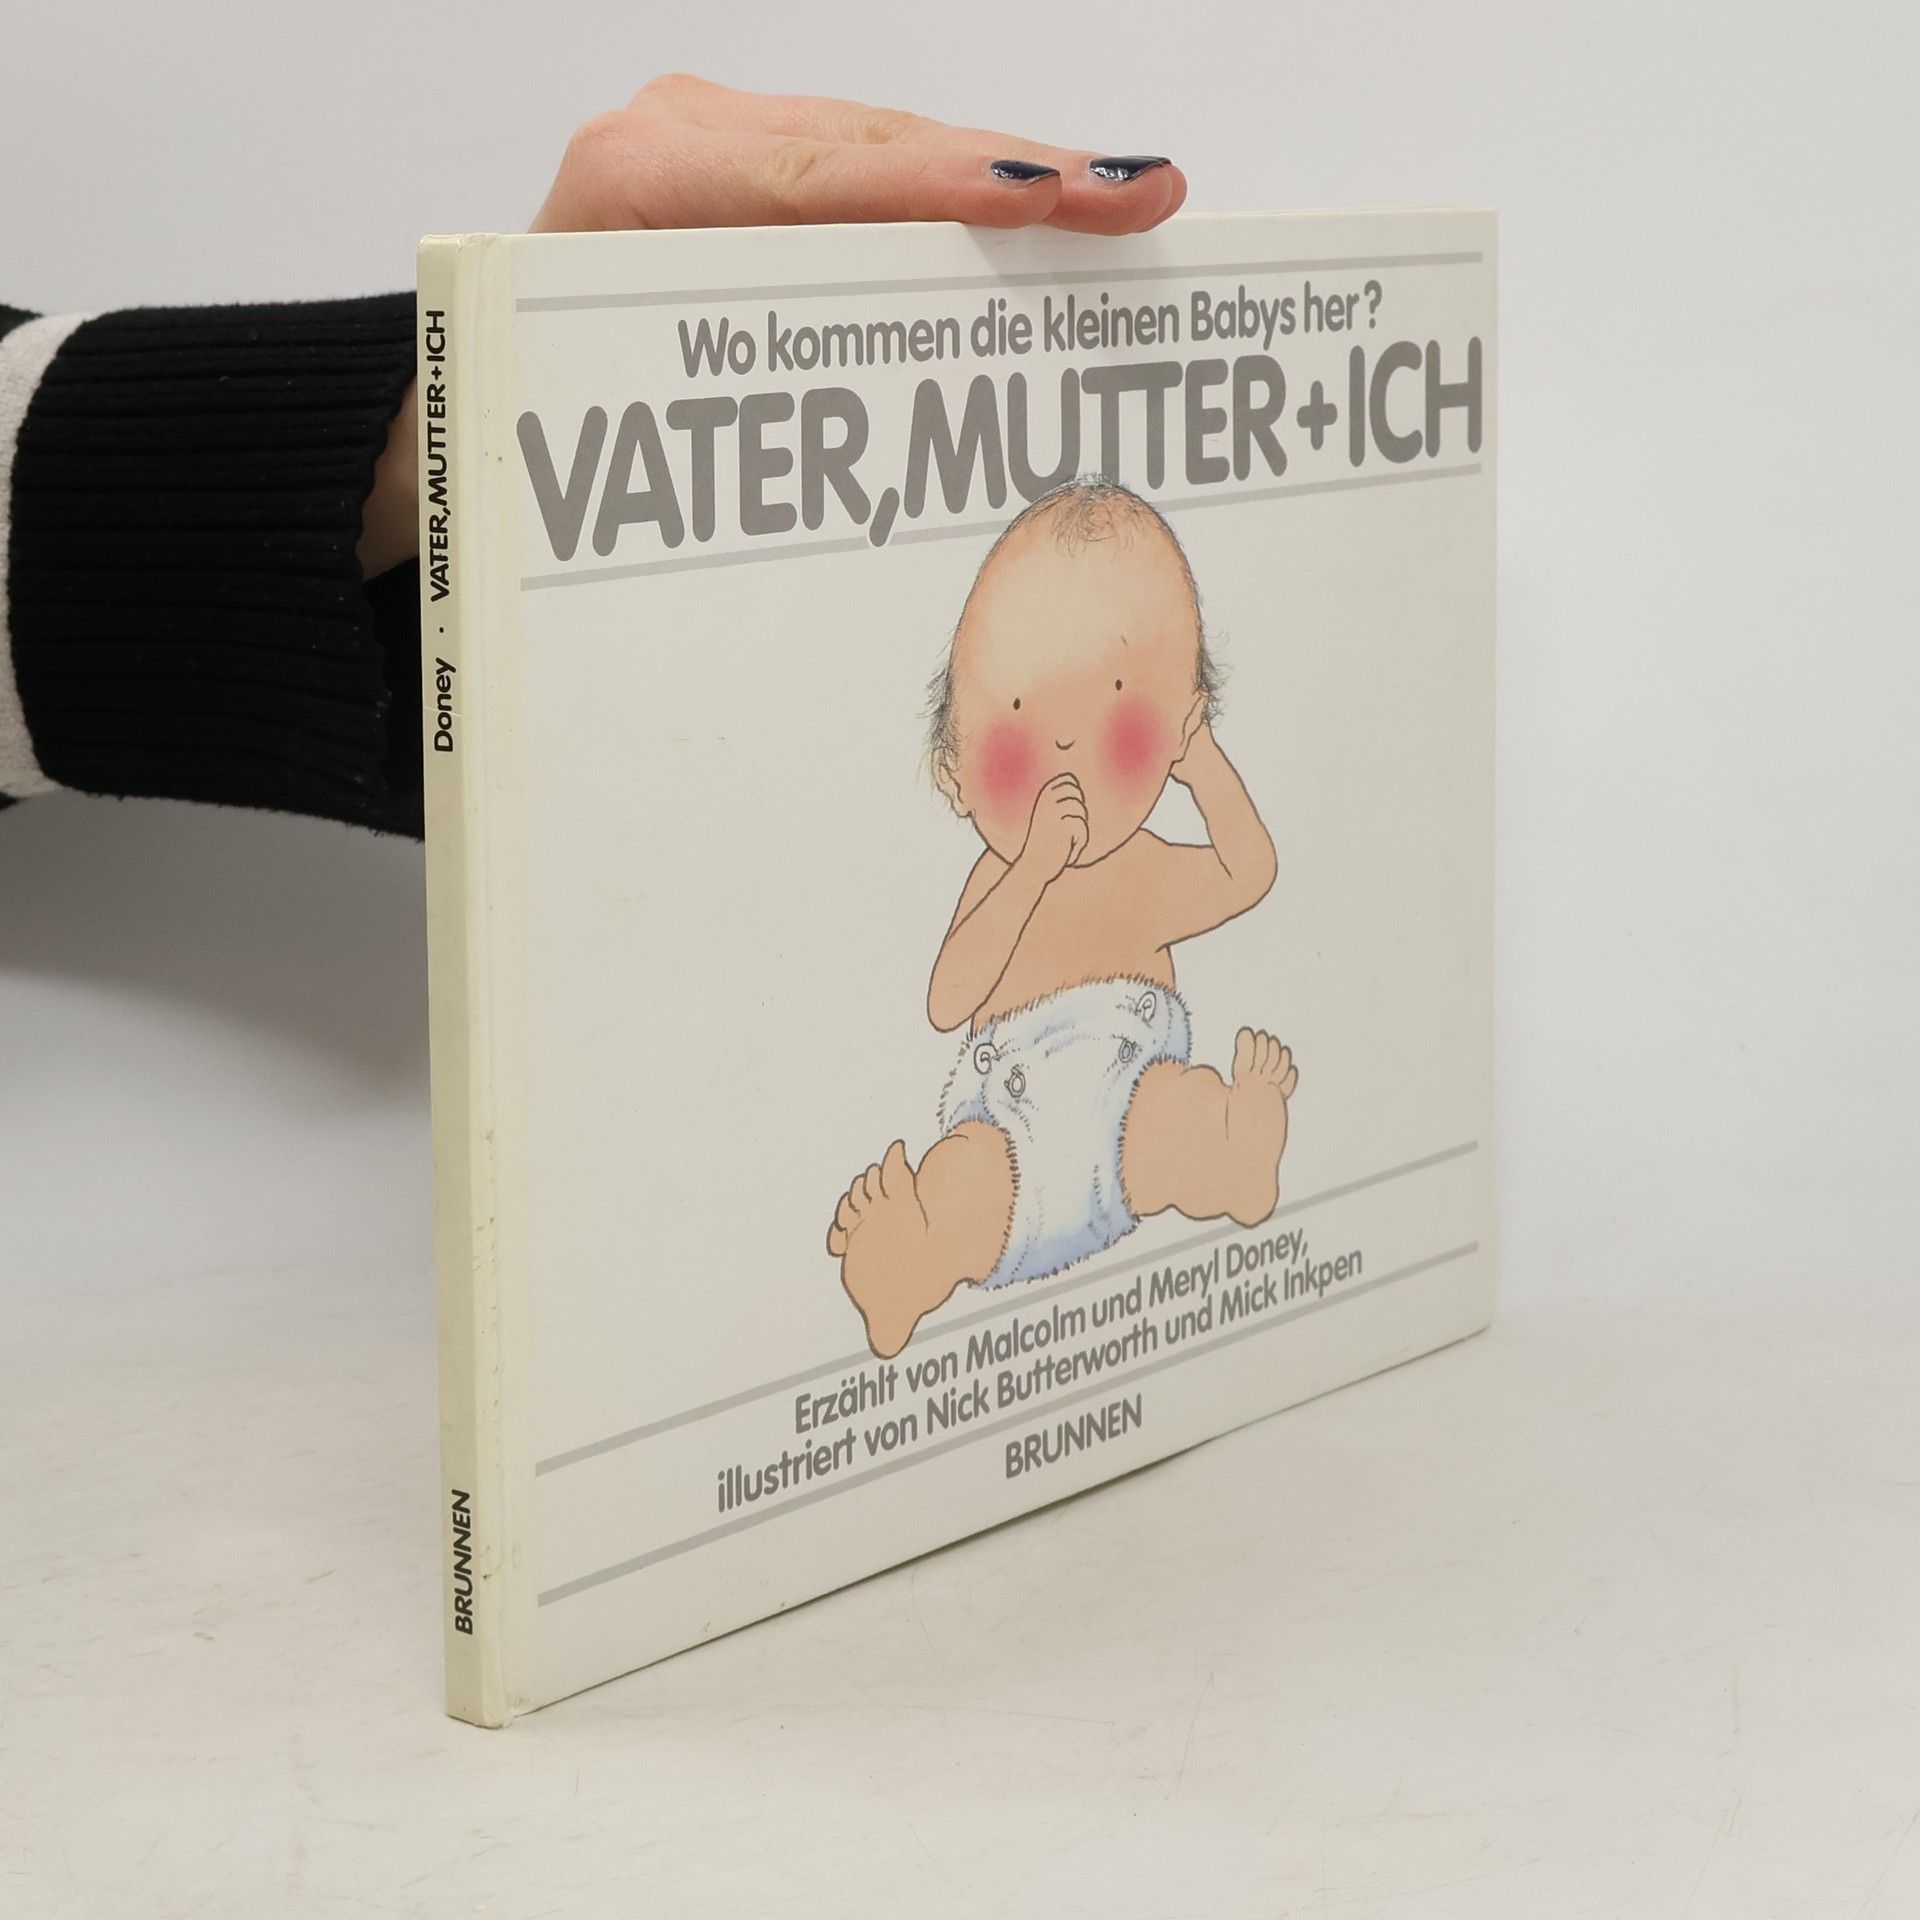 Wo kommen die kleinen Babys her?
VATER, MUTTER + ICH
Erzählt von Malcolm und Meryl Doney,
illustriert von Nick Butterworth und Mick Inkpen
BRUNNEN
Doney · VATER, MUTTER + ICH
BRUNNEN